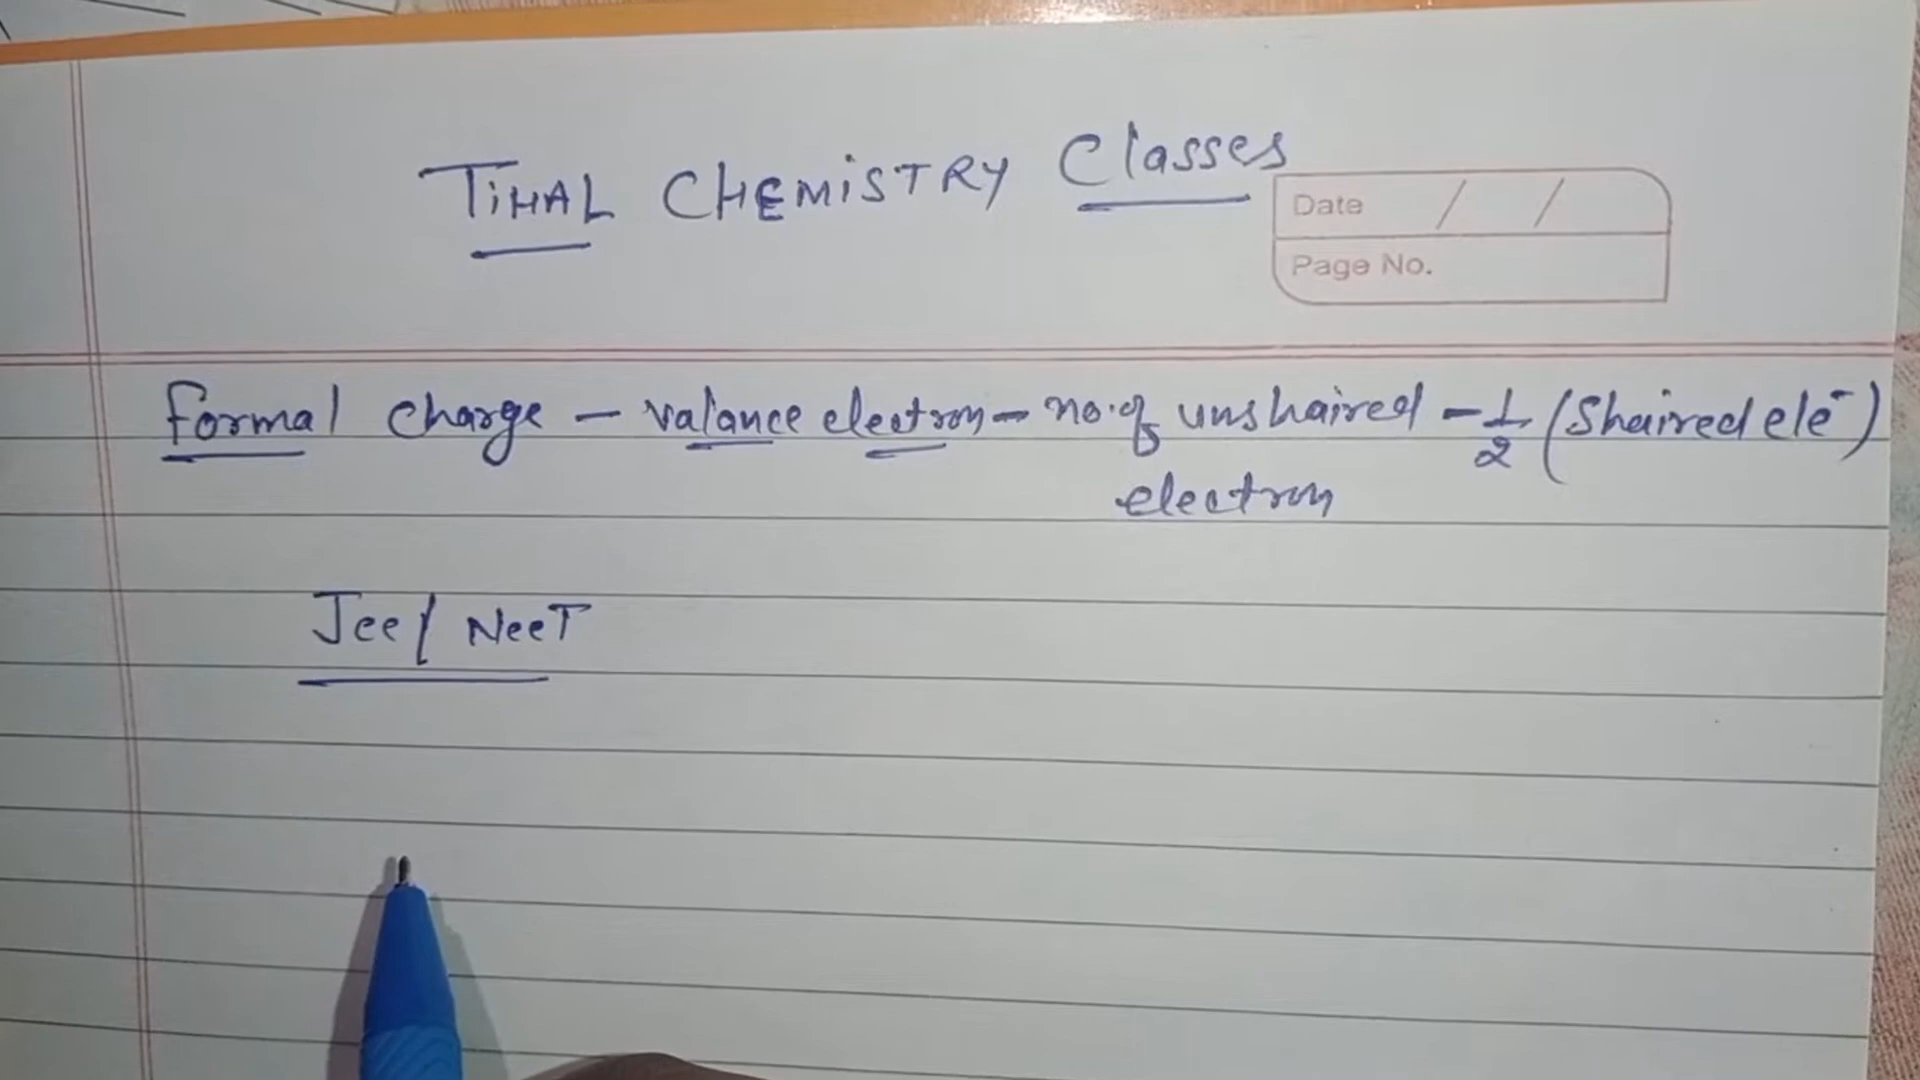 TiHAL CHEMiSTRY Classes
Date / /
Page No.
formal charge - valance electron - no. of unshaired - 1/2 (Shaired ele-)
electron
Jee/ NeeT